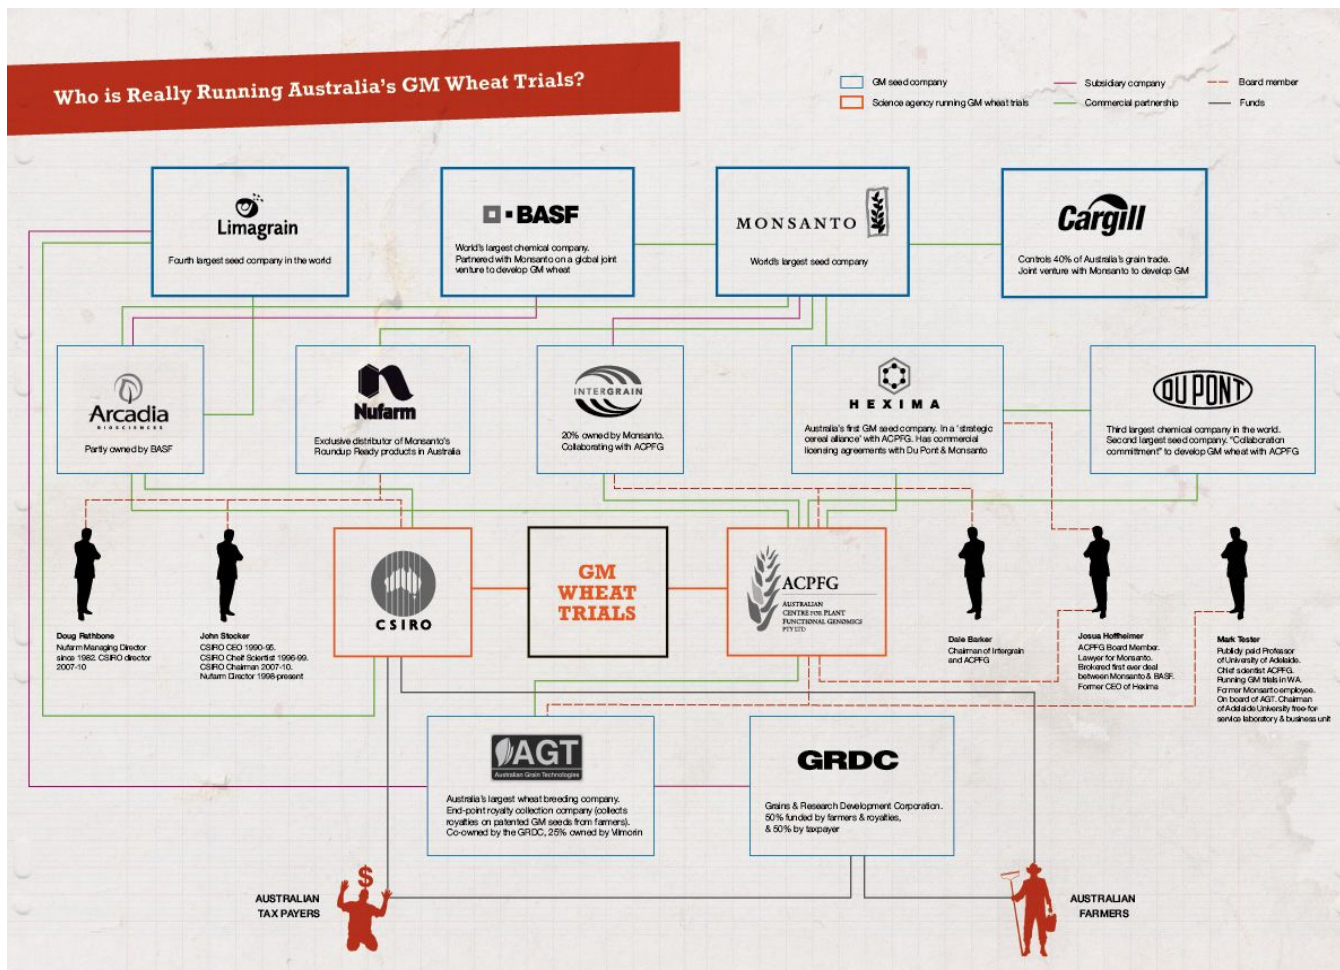 Who is Really Running Australia's GM Wheat Trials?
GM seed company
Science agency running GM wheat trials
Subsidiary company
Commercial partnership
Board member
Funds
Limagrain
Fourth largest seed company in the world
BASF
World's largest chemical company.
Partnered with Monsanto on a global joint
venture to develop GM wheat
MONSANTO
World's largest seed company
Cargill
Controls 40% of Australia's grain trade.
Joint venture with Monsanto to develop GM
Arcadia
BIOSCIENCES
Partly owned by BASF
Nufarm
Exclusive distributor of Monsanto's
Roundup Ready products in Australia
INTERGRAIN
20% owned by Monsanto.
Collaborating with ACPFG
HEXIMA
Australia's first GM seed company. In a 'strategic
cereal alliance' with ACPFG. Has commercial
licensing agreements with Du Pont & Monsanto
DU PONT
Third largest chemical company in the world.
Second largest seed company. "Collaboration
commitment" to develop GM wheat with ACPFG
Doug Rathbone
Nufarm Managing Director
since 1982. CSIRO director
2007-10
John Stocker
CSIRO CEO 1990-95.
CSIRO Cheif Scientist 1996-99.
CSIRO Chairman 2007-10.
Nufarm Director 1998-present
CSIRO
GM
WHEAT
TRIALS
ACPFG
AUSTRALIAN
CENTRE FOR PLANT
FUNCTIONAL GENOMICS
PTY LTD
Dale Barker
Chairman of Intergrain
and ACPFG
Josua Hoffheimer
ACPFG Board Member.
Lawyer for Monsanto.
Brokered first ever deal
between Monsanto & BASF.
Former CEO of Hexima
Mark Tester
Publicly paid Professor
of University of Adelaide.
Chief scientist ACPFG.
Running GM trials in WA.
Former Monsanto employee.
On board of AGT. Chairman
of Adelaide University free-for-
service laboratory & business unit
AGT
Australian Grain Technologies
Australia's largest wheat breeding company.
End-point royalty collection company (collects
royalties on patented GM seeds from farmers).
Co-owned by the GRDC, 25% owned by Vilmorin
GRDC
Grains & Research Development Corporation.
50% funded by farmers & royalties,
& 50% by taxpayer
$
AUSTRALIAN
TAX PAYERS
AUSTRALIAN
FARMERS